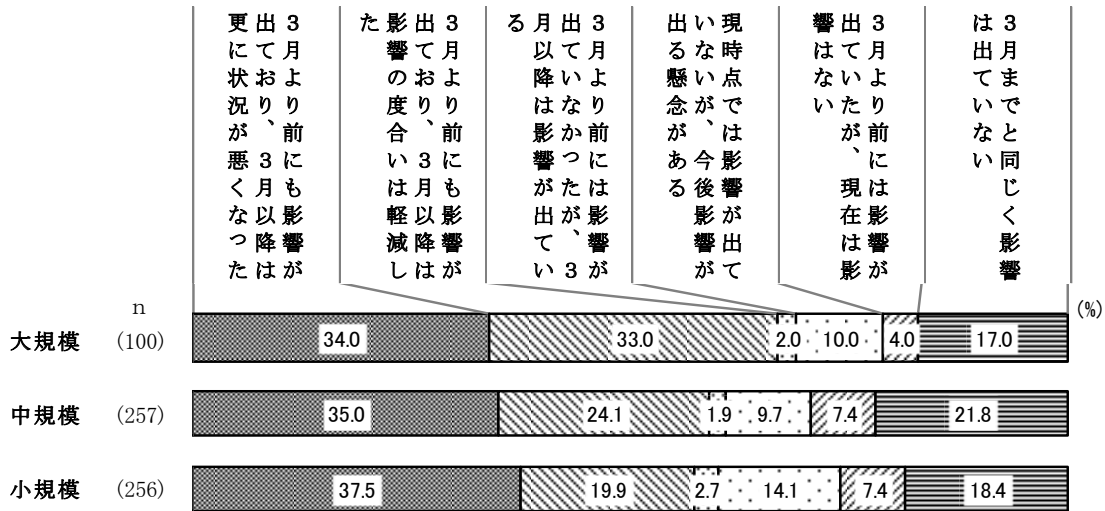 ３月より前にも影響が
出ており、３月以降は
更に状況が悪くなった
３月より前にも影響が
出ており、３月以降は
影響の度合いは軽減し
た
３月より前には影響が
出ていなかったが、３
月以降は影響が出てい
る
現時点では影響が出て
いないが、今後影響が
出る懸念がある
３月より前には影響が
出ていたが、現在は影
響はない
３月までと同じく影響
は出ていない
n
(%)
大規模 (100) 34.0 33.0 2.0 10.0 4.0 17.0
中規模 (257) 35.0 24.1 1.9 9.7 7.4 21.8
小規模 (256) 37.5 19.9 2.7 14.1 7.4 18.4